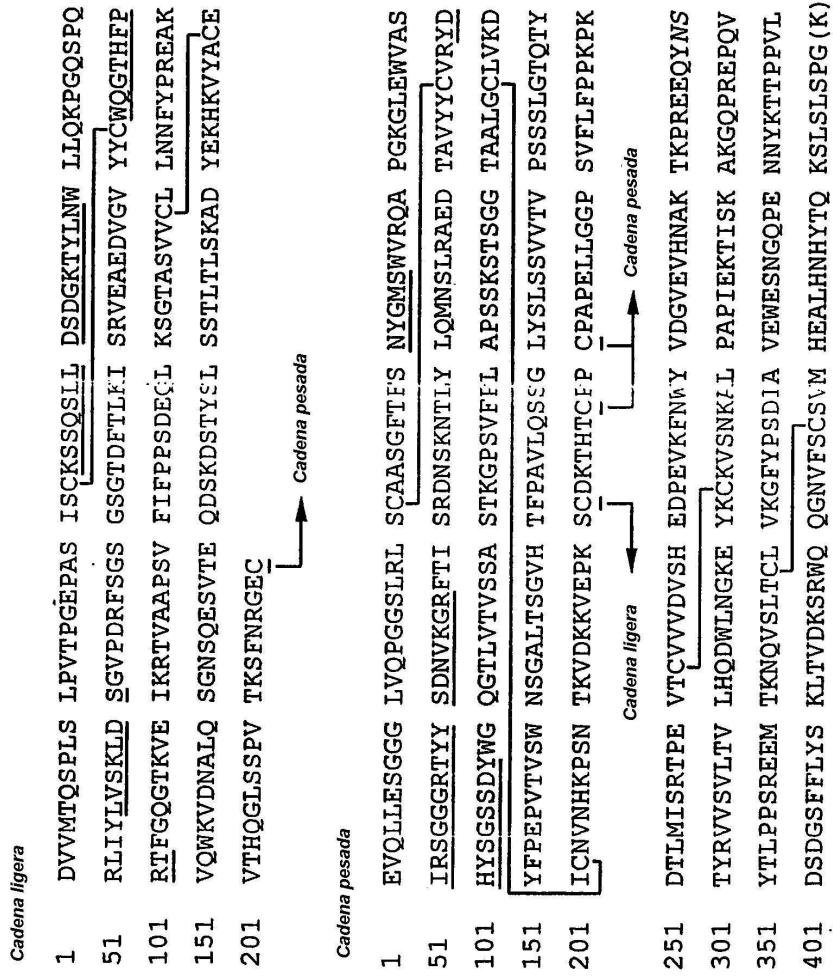 Cadena ligera
1 DVVMTQSPLS LPVTPGEPAS ISCKSSQSLL DSDGKTYLNW LLQKPGQSPQ
51 RLIYLVSKLD SGVPDRFSGS GSGTDFTLKI SRVEAEDVGV YYCWQGTHFP
101 RTFGQGTKVE IKRTVAAPSV FIFPPSDEQL KSGTASVVCL LNNFYPREAK
151 VQWKVDNALQ SGNSQESVTE QDSKDSTYSL SSTLTLSKAD YEKHKVYACE
201 VTHQGLSSPV TKSFNRGEC
Cadena pesada
Cadena pesada
1 EVQLLESGGG LVQPGGSLRL SCAASGFTFS NYGMSWVRQA PGKGLEWVAS
51 IRSGGGRTYY SDNVKGRFTI SRDNSKNTLY LQMNSLRAED TAVYYCVRYD
101 HYSGSSDYWG QGTLVTVSSA STKGPSVFPL APSSKSTSGG TAALGCLVKD
151 YFPEPVTVSW NSGALTSGVH TFPAVLQSSG LYSLSSVVTV PSSSLGTQTY
201 ICNVNHKPSN TKVDKKVEPK SCDKTHTCPP CPAPELLGGP SVFLFPPKPK
Cadena ligera Cadena pesada
251 DTLMISRTPE VTCVVVDVSH EDPEVKFNWY VDGVEVHNAK TKPREEQYNS
301 TYRVVSVLTV LHQDWLNGKE YKCKVSNKAL PAPIEKTISK AKGQPREPQV
351 YTLPPSREEM TKNQVSLTCL VKGFYPSDIA VEWESNGQPE NNYKTTPPVL
401 DSDGSFFLYS KLTVDKSRWQ QGNVFSCSVM HEALHNHYTQ KSLSLSPG(K)